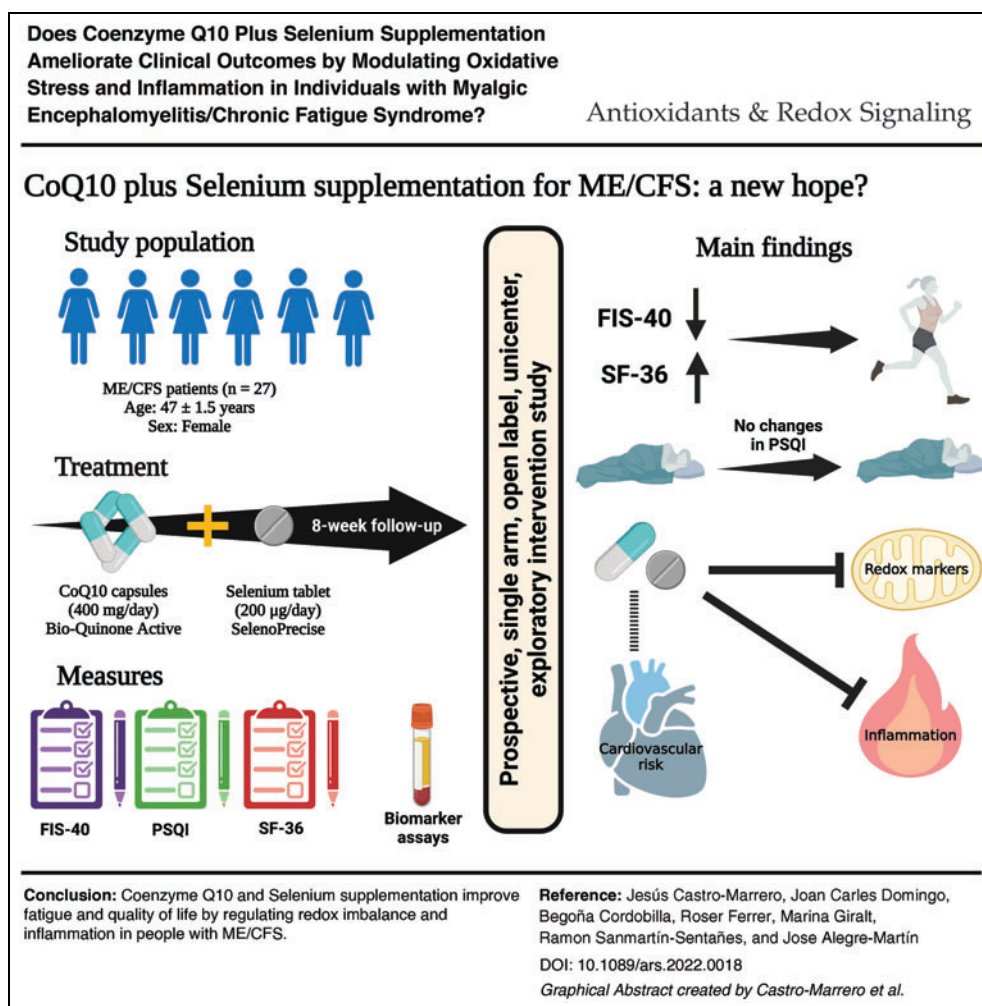 Does Coenzyme Q10 Plus Selenium Supplementation
Ameliorate Clinical Outcomes by Modulating Oxidative
Stress and Inflammation in Individuals with Myalgic
Encephalomyelitis/Chronic Fatigue Syndrome?
Antioxidants & Redox Signaling
CoQ10 plus Selenium supplementation for ME/CFS: a new hope?
Study population
ME/CFS patients (n = 27)
Age: 47 ± 1.5 years
Sex: Female
Treatment
8-week follow-up
CoQ10 capsules
(400 mg/day)
Bio-Quinone Active
Selenium tablet
(200 µg/day)
SelenoPrecise
Measures
FIS-40
PSQI
SF-36
Biomarker
assays
Prospective, single arm, open label, unicenter,
exploratory intervention study
Main findings
FIS-40
SF-36
No changes
in PSQI
Redox markers
Cardiovascular
risk
Inflammation
Conclusion: Coenzyme Q10 and Selenium supplementation improve
fatigue and quality of life by regulating redox imbalance and
inflammation in people with ME/CFS.
Reference: Jesús Castro-Marrero, Joan Carles Domingo,
Begoña Cordobilla, Roser Ferrer, Marina Giralt,
Ramon Sanmartín-Sentañes, and Jose Alegre-Martín
DOI: 10.1089/ars.2022.0018
Graphical Abstract created by Castro-Marrero et al.